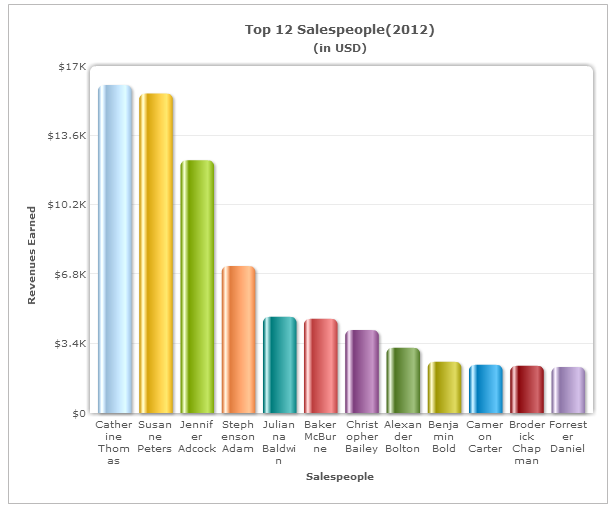 Top 12 Salespeople(2012)
(in USD)
$17K
$13.6K
$10.2K
$6.8K
$3.4K
$0
Revenues Earned
Cather
ine
Thom
as
Susan
ne
Peters
Jennif
er
Adcock
Steph
enson
Adam
Julian
na
Baldwi
n
Baker
McBur
ne
Christ
opher
Bailey
Alexan
der
Bolton
Benja
min
Bold
Camer
on
Carter
Broder
ick
Chap
man
Forres
ter
Daniel
Salespeople